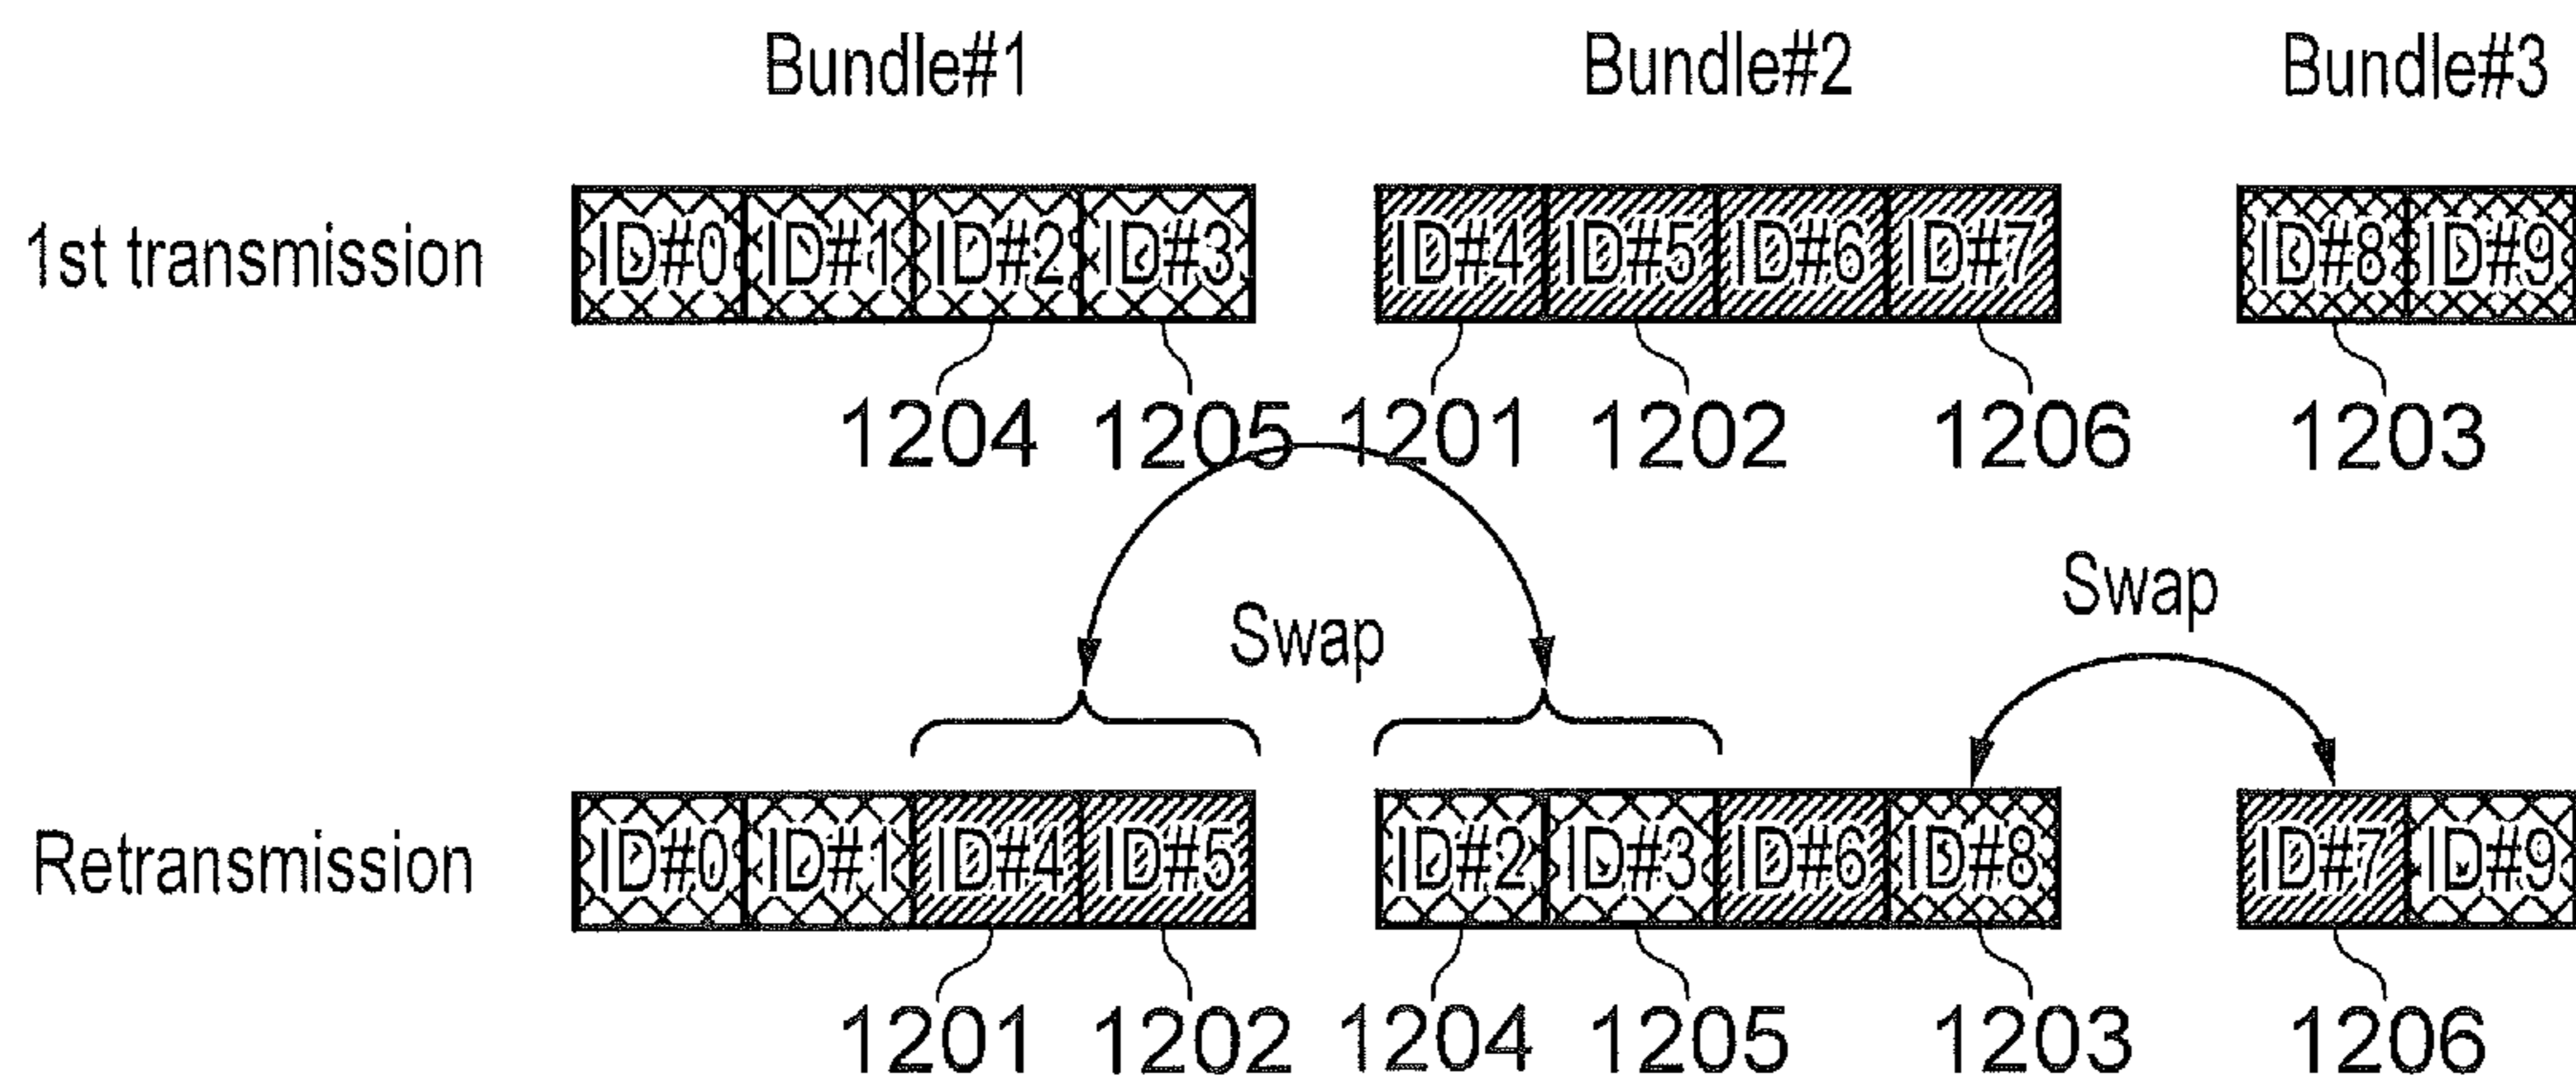 Bundle#1 Bundle#2 Bundle#3
1st transmission ID#0 ID#1 ID#2 ID#3 ID#4 ID#5 ID#6 ID#7 ID#8 ID#9
1204 1205 1201 1202 1206 1203
Swap
Swap
Retransmission ID#0 ID#1 ID#4 ID#5 ID#2 ID#3 ID#6 ID#8 ID#7 ID#9
1201 1202 1204 1205 1203 1206